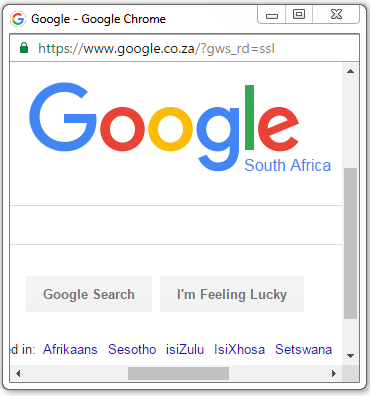 Google - Google Chrome
https://www.google.co.za/?gws_rd=ssl
Google
South Africa
Google Search I'm Feeling Lucky
d in: Afrikaans Sesotho isiZulu IsiXhosa Setswana